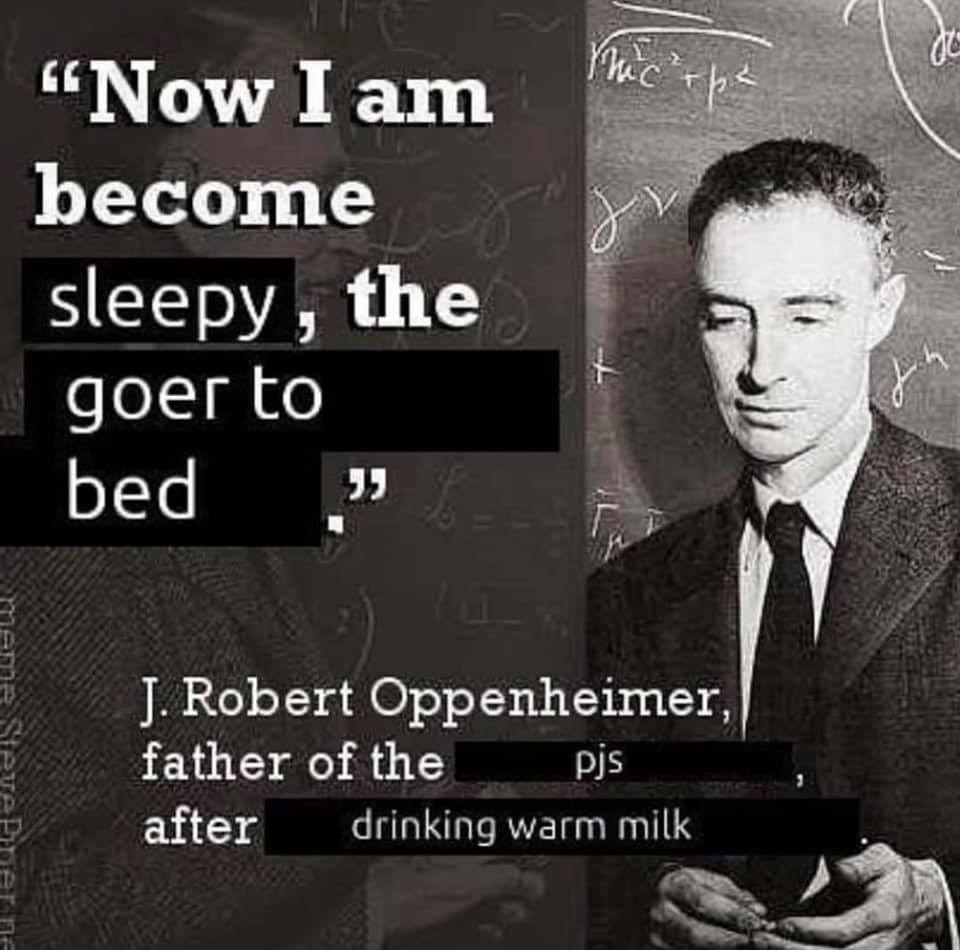 “Now I am
become
sleepy, the
goer to
bed.”
J. Robert Oppenheimer,
father of the pjs,
after drinking warm milk.